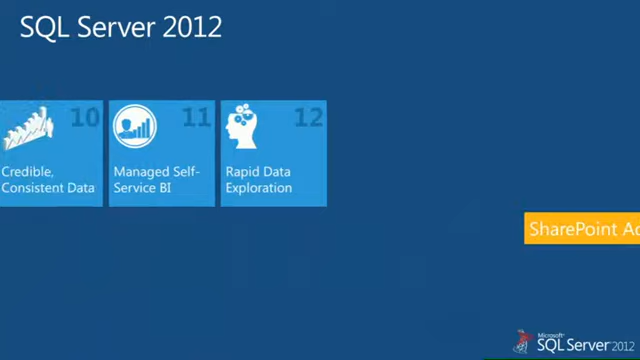 SQL Server 2012
10
Credible,
Consistent Data
11
Managed Self-
Service BI
12
Rapid Data
Exploration
SharePoint Ac
Microsoft
SQL Server 2012